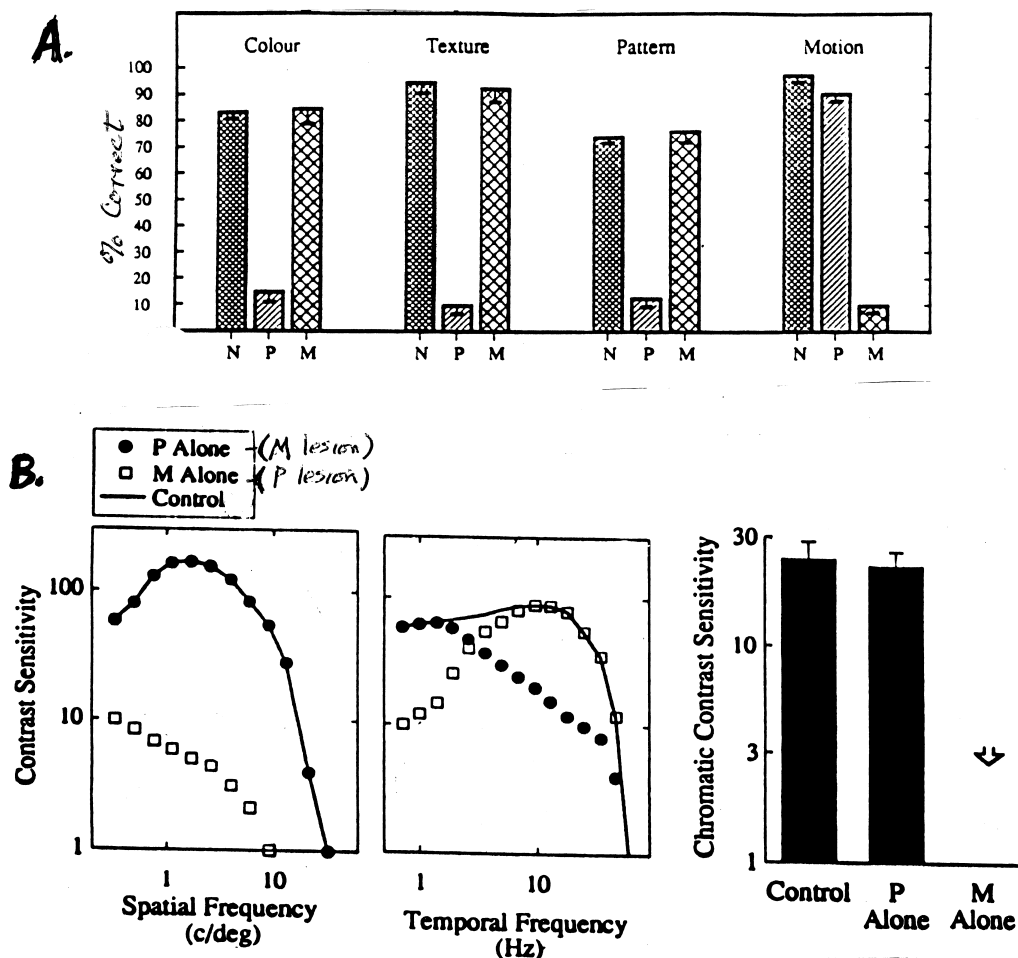 A.
Colour Texture Pattern Motion
% Correct
100
90
80
70
60
50
40
30
20
10
N P M N P M N P M N P M
B.
P Alone (M lesion)
M Alone (P lesion)
Control
Contrast Sensitivity
100
10
1
1 10
Spatial Frequency
(c/deg)
1 10
Temporal Frequency
(Hz)
Chromatic Contrast Sensitivity
30
10
3
1
Control P Alone M Alone